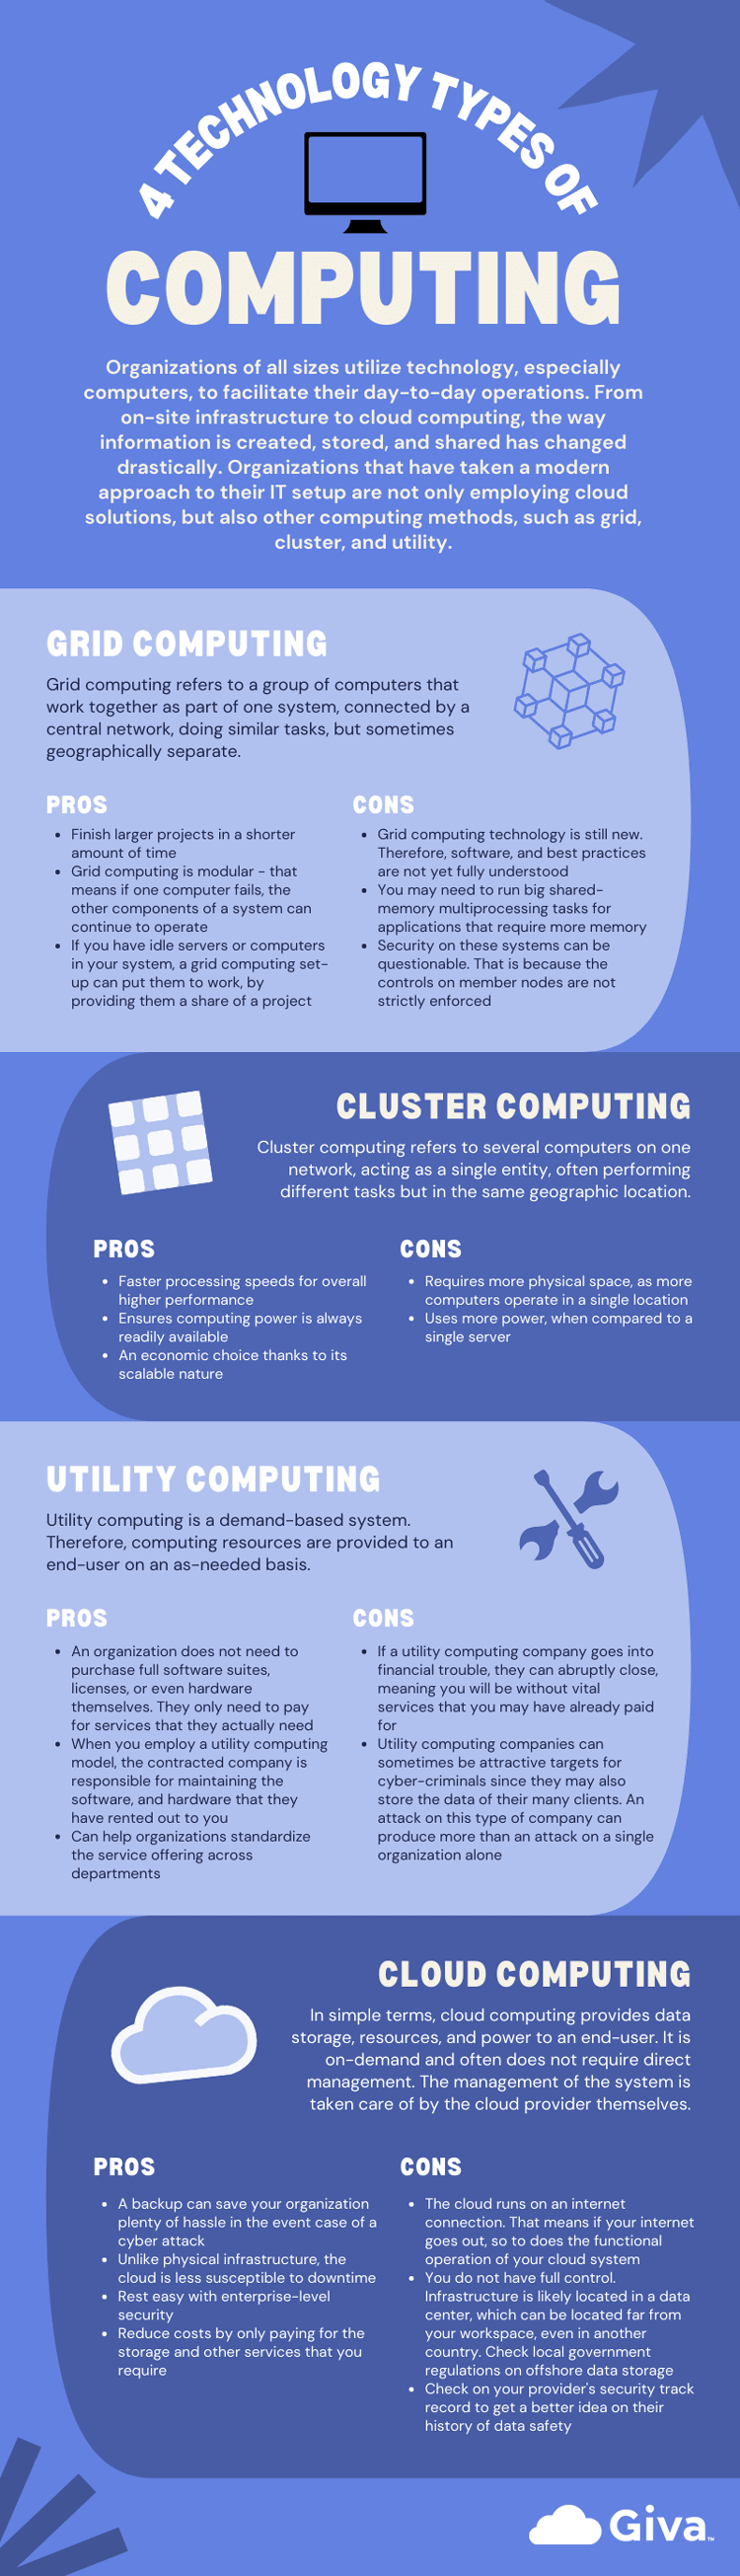 4 TECHNOLOGY TYPES OF
COMPUTING
Organizations of all sizes utilize technology, especially
computers, to facilitate their day-to-day operations. From
on-site infrastructure to cloud computing, the way
information is created, stored, and shared has changed
drastically. Organizations that have taken a modern
approach to their IT setup are not only employing cloud
solutions, but also other computing methods, such as grid,
cluster, and utility.
GRID COMPUTING
Grid computing refers to a group of computers that
work together as part of one system, connected by a
central network, doing similar tasks, but sometimes
geographically separate.
PROS
• Finish larger projects in a shorter
amount of time
• Grid computing is modular - that
means if one computer fails, the
other components of a system can
continue to operate
• If you have idle servers or computers
in your system, a grid computing set-
up can put them to work, by
providing them a share of a project
CONS
• Grid computing technology is still new.
Therefore, software, and best practices
are not yet fully understood
• You may need to run big shared-
memory multiprocessing tasks for
applications that require more memory
• Security on these systems can be
questionable. That is because the
controls on member nodes are not
strictly enforced
CLUSTER COMPUTING
Cluster computing refers to several computers on one
network, acting as a single entity, often performing
different tasks but in the same geographic location.
PROS
• Faster processing speeds for overall
higher performance
• Ensures computing power is always
readily available
• An economic choice thanks to its
scalable nature
CONS
• Requires more physical space, as more
computers operate in a single location
• Uses more power, when compared to a
single server
UTILITY COMPUTING
Utility computing is a demand-based system.
Therefore, computing resources are provided to an
end-user on an as-needed basis.
PROS
• An organization does not need to
purchase full software suites,
licenses, or even hardware
themselves. They only need to pay
for services that they actually need
• When you employ a utility computing
model, the contracted company is
responsible for maintaining the
software, and hardware that they
have rented out to you
• Can help organizations standardize
the service offering across
departments
CONS
• If a utility computing company goes into
financial trouble, they can abruptly close,
meaning you will be without vital
services that you may have already paid
for
• Utility computing companies can
sometimes be attractive targets for
cyber-criminals since they may also
store the data of their many clients. An
attack on this type of company can
produce more than an attack on a single
organization alone
CLOUD COMPUTING
In simple terms, cloud computing provides data
storage, resources, and power to an end-user. It is
on-demand and often does not require direct
management. The management of the system is
taken care of by the cloud provider themselves.
PROS
• A backup can save your organization
plenty of hassle in the event case of a
cyber attack
• Unlike physical infrastructure, the
cloud is less susceptible to downtime
• Rest easy with enterprise-level
security
• Reduce costs by only paying for the
storage and other services that you
require
CONS
• The cloud runs on an internet
connection. That means if your internet
goes out, so to does the functional
operation of your cloud system
• You do not have full control.
Infrastructure is likely located in a data
center, which can be located far from
your workspace, even in another
country. Check local government
regulations on offshore data storage
• Check on your provider's security track
record to get a better idea on their
history of data safety
Giva™